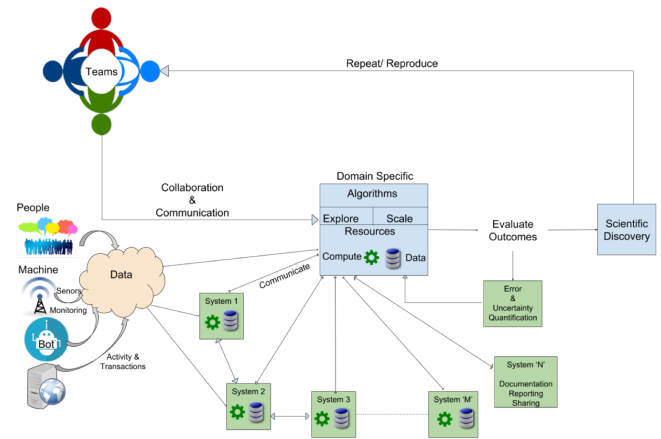 Teams
Repeat/ Reproduce
Domain Specific
Algorithms
Explore
Scale
Resources
Compute
Data
Collaboration
&
Communication
Evaluate
Outcomes
Scientific
Discovery
People
Machine
Senors
Monitoring
Bot
Activity &
Transactions
Data
Communicate
System 1
System 2
System 3
System 'M'
Error
&
Uncertainty
Quantification
System 'N'
Documentation
Reporting
Sharing